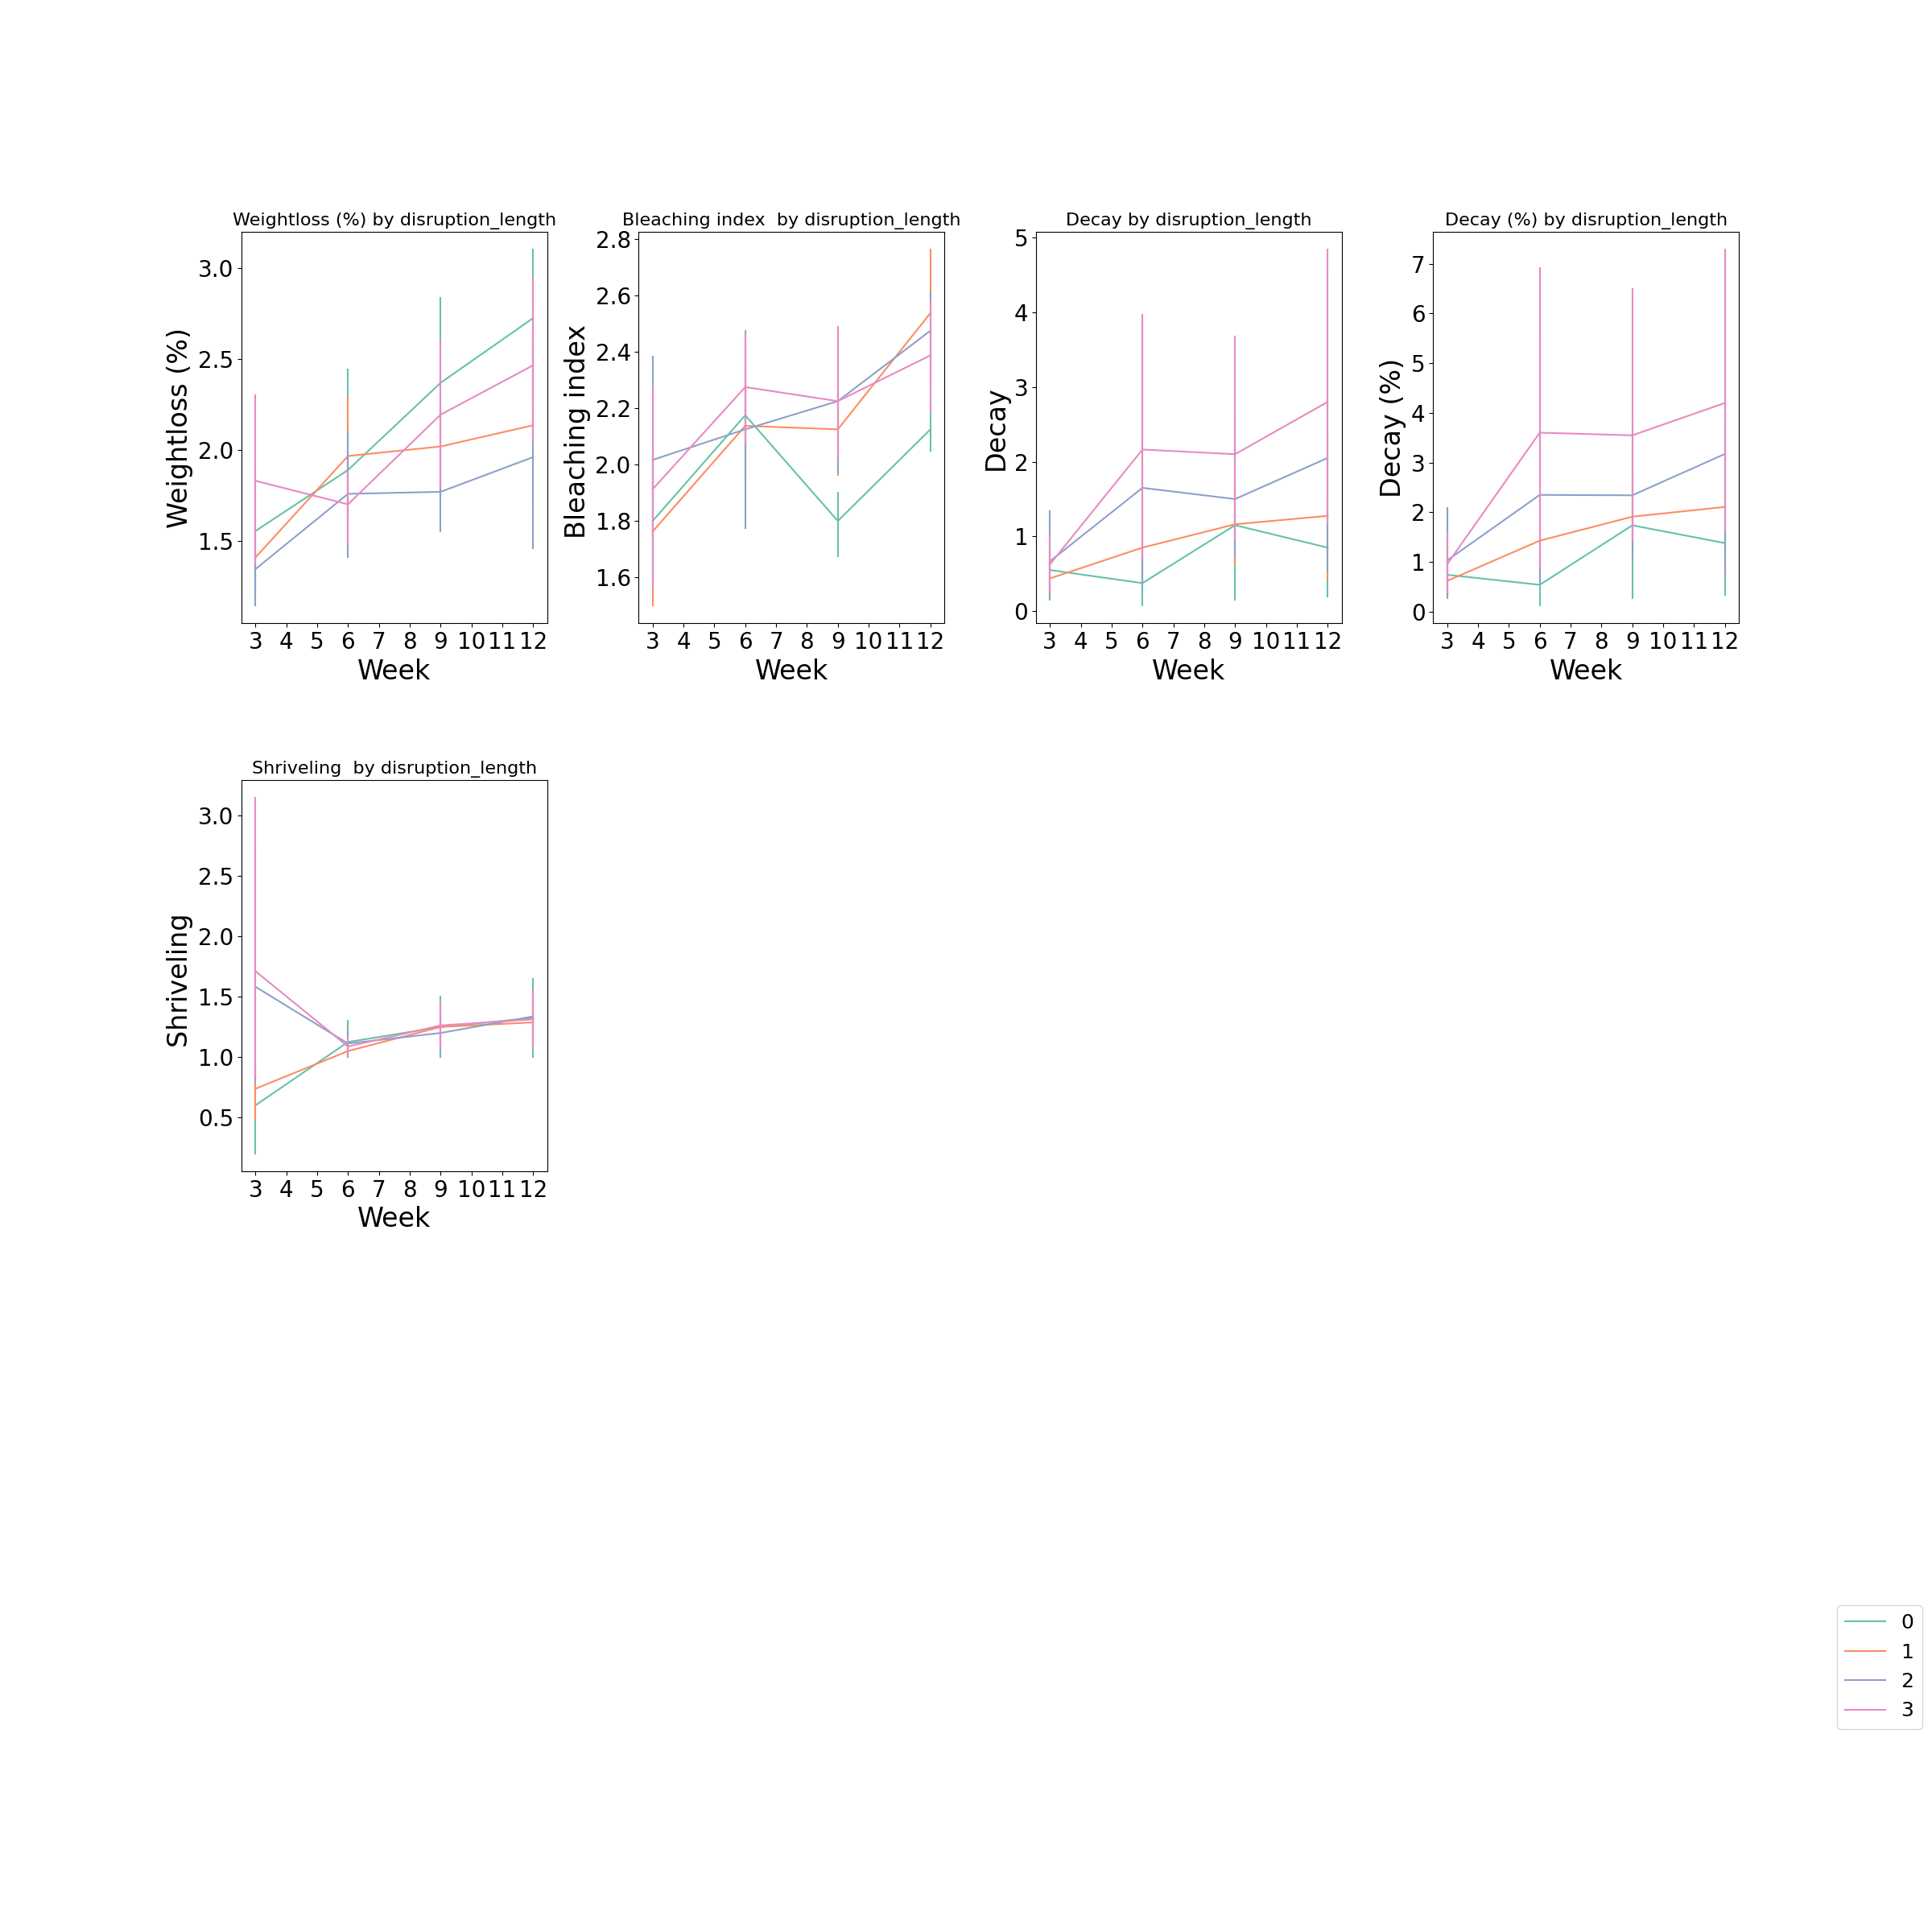 Weightloss (%) by disruption_length
Bleaching index  by disruption_length
Decay by disruption_length
Decay (%) by disruption_length
Weightloss (%)
3.0
2.5
2.0
1.5
3 4 5 6 7 8 9 10 11 12
Week
Bleaching index
2.8
2.6
2.4
2.2
2.0
1.8
1.6
3 4 5 6 7 8 9 10 11 12
Week
Decay
5
4
3
2
1
0
3 4 5 6 7 8 9 10 11 12
Week
Decay (%)
7
6
5
4
3
2
1
0
3 4 5 6 7 8 9 10 11 12
Week
Shriveling  by disruption_length
Shriveling
3.0
2.5
2.0
1.5
1.0
0.5
3 4 5 6 7 8 9 10 11 12
Week
0
1
2
3